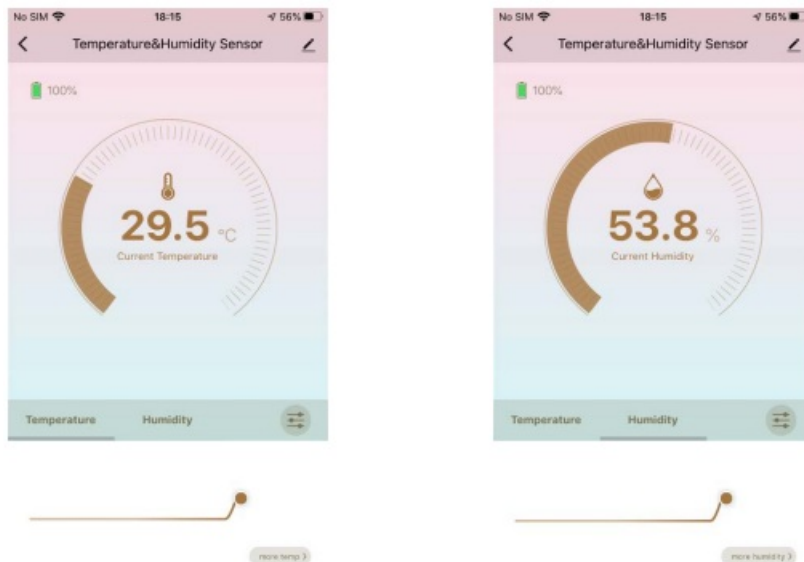 No SIM 18:15 56%
Temperature&Humidity Sensor
100%
29.5 °C
Current Temperature
Temperature Humidity
more temp >
No SIM 18:15 56%
Temperature&Humidity Sensor
100%
53.8 %
Current Humidity
Temperature Humidity
more humidity >